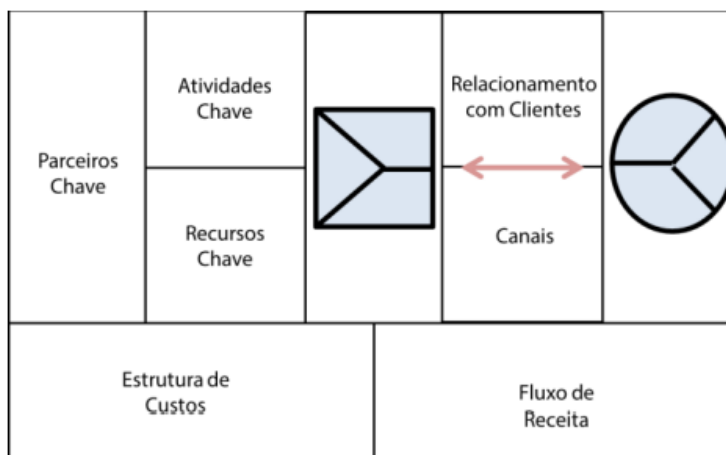 Parceiros
Chave
Atividades
Chave
Recursos
Chave
Relacionamento
com Clientes
Canais
Estrutura de
Custos
Fluxo de
Receita